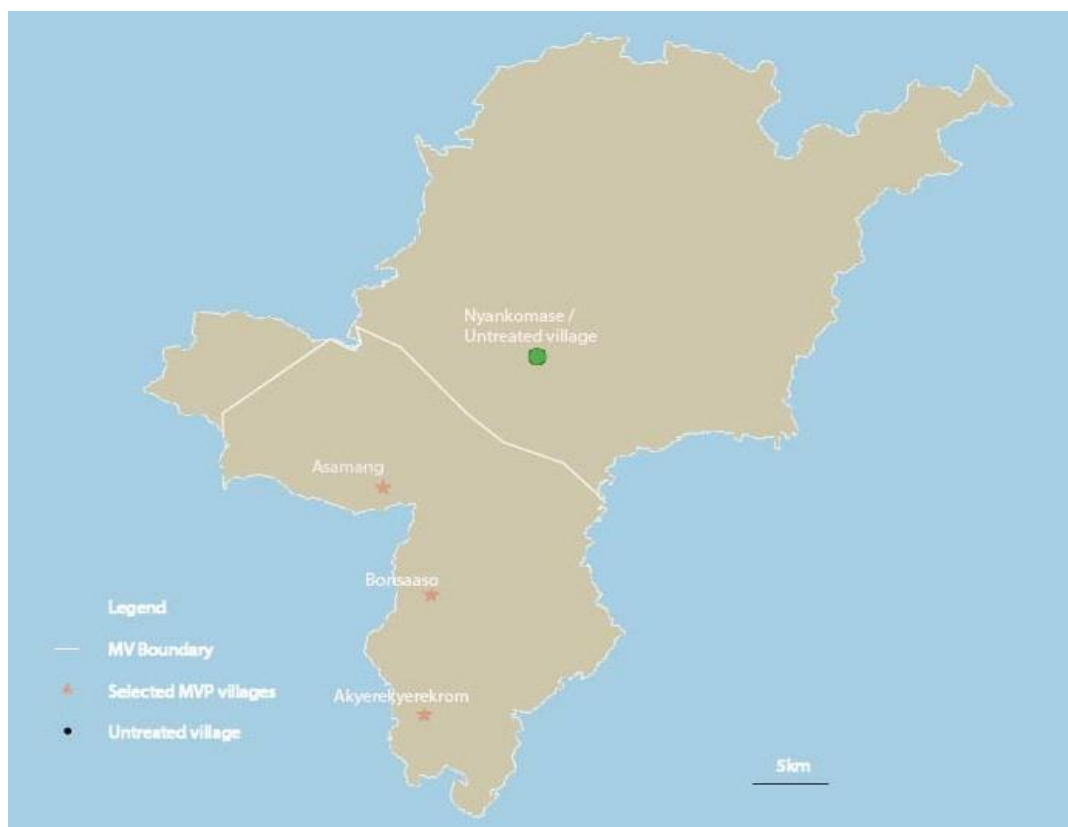 Nyankomase /
Untreated village
Asamang
Bonsaaso
Akyerekyerekrom
Legend
MV Boundary
Selected MVP villages
Untreated village
5km